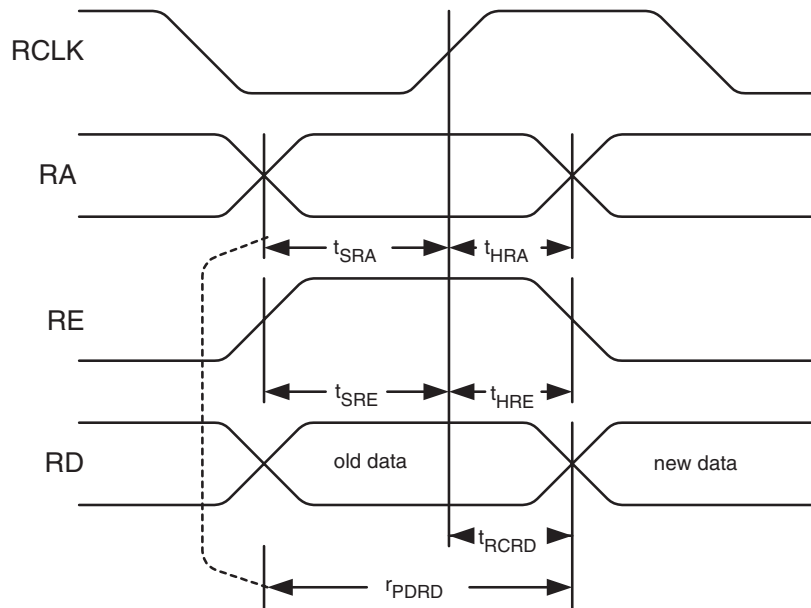 RCLK
RA
tSRA tHRA
RE
tSRE tHRE
RD old data new data
tRCRD
rPDRD